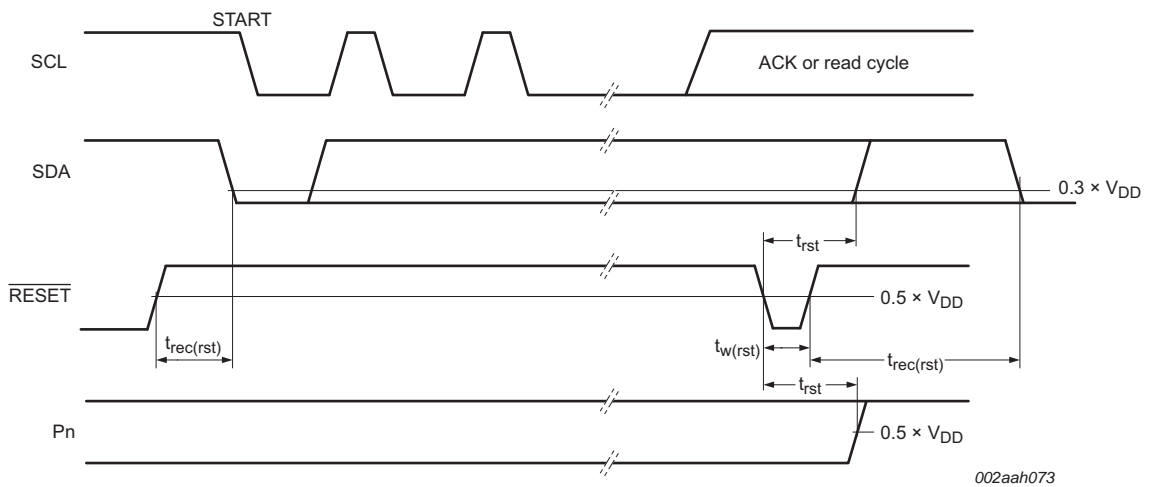 START
SCL
ACK or read cycle
SDA
0.3 × VDD
trst
RESET
0.5 × VDD
trec(rst)
tw(rst)
trec(rst)
trst
Pn
0.5 × VDD
002aah073